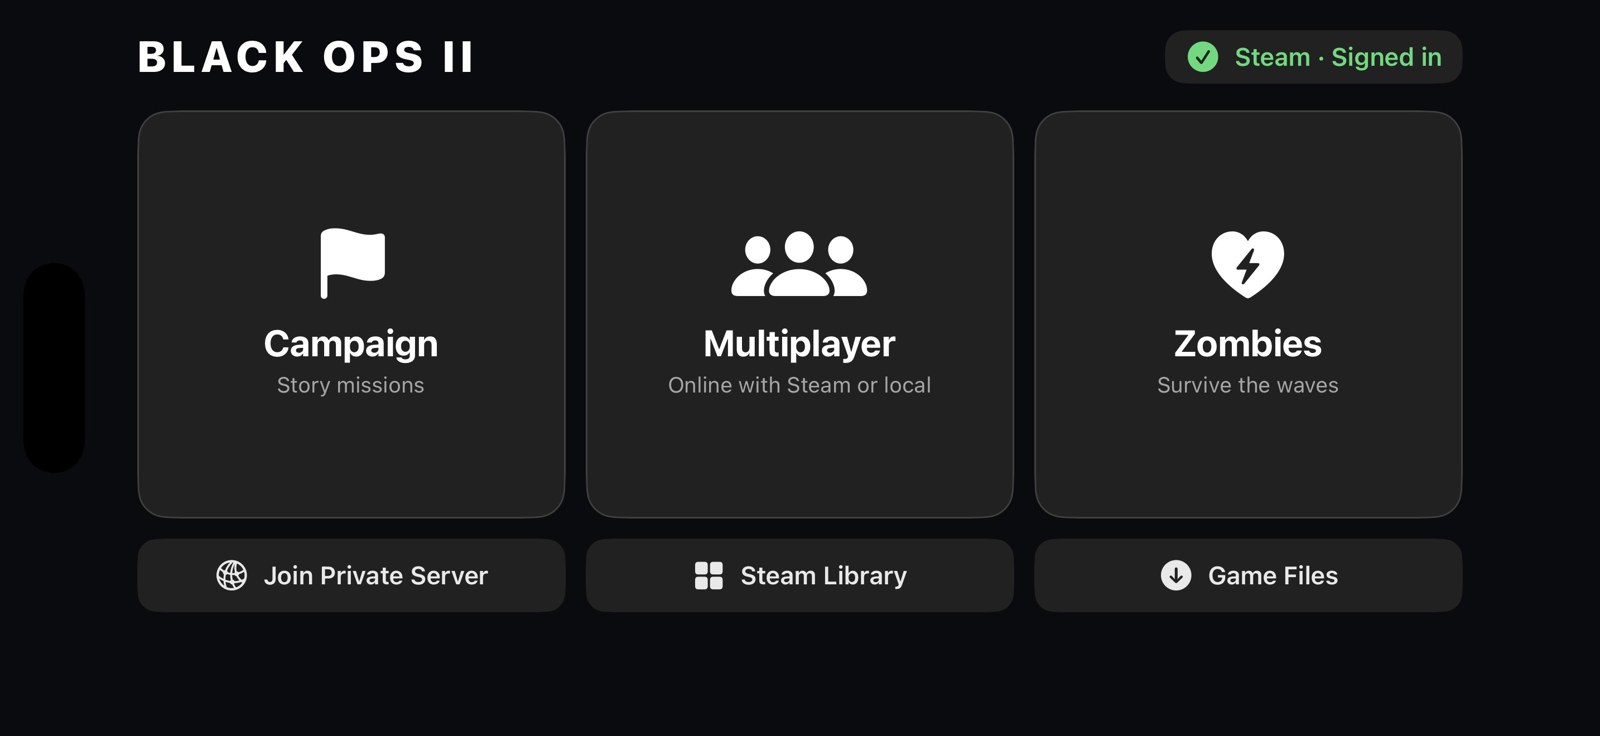 BLACK OPS II
Steam · Signed in
Campaign
Story missions
Multiplayer
Online with Steam or local
Zombies
Survive the waves
Join Private Server
Steam Library
Game Files